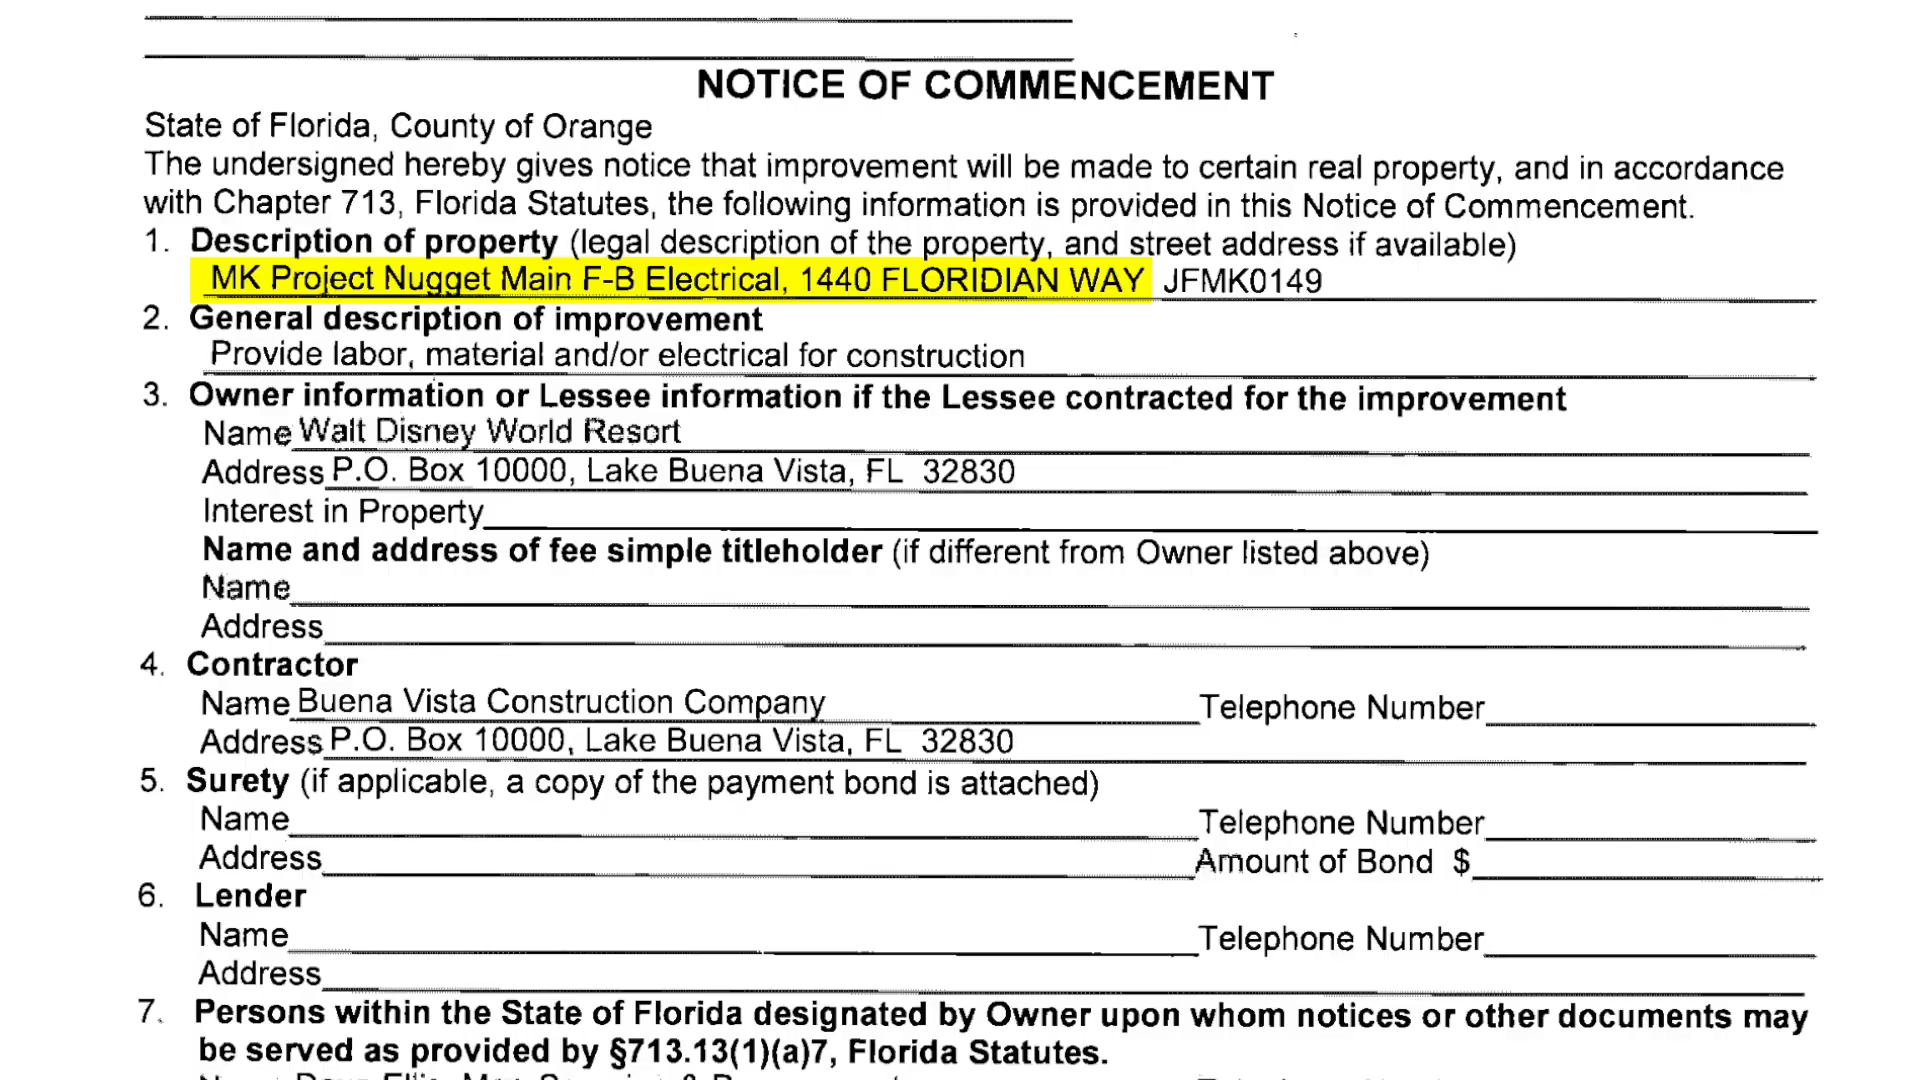 NOTICE OF COMMENCEMENT
State of Florida, County of Orange
The undersigned hereby gives notice that improvement will be made to certain real property, and in accordance
with Chapter 713, Florida Statutes, the following information is provided in this Notice of Commencement.
1. Description of property (legal description of the property, and street address if available)
MK Project Nugget Main F-B Electrical, 1440 FLORIDIAN WAY JFMK0149
2. General description of improvement
Provide labor, material and/or electrical for construction
3. Owner information or Lessee information if the Lessee contracted for the improvement
Name Walt Disney World Resort
Address P.O. Box 10000, Lake Buena Vista, FL 32830
Interest in Property
Name and address of fee simple titleholder (if different from Owner listed above)
Name
Address
4. Contractor
Name Buena Vista Construction Company Telephone Number
Address P.O. Box 10000, Lake Buena Vista, FL 32830
5. Surety (if applicable, a copy of the payment bond is attached)
Name Telephone Number
Address Amount of Bond $
6. Lender
Name Telephone Number
Address
7. Persons within the State of Florida designated by Owner upon whom notices or other documents may
be served as provided by §713.13(1)(a)7, Florida Statutes.